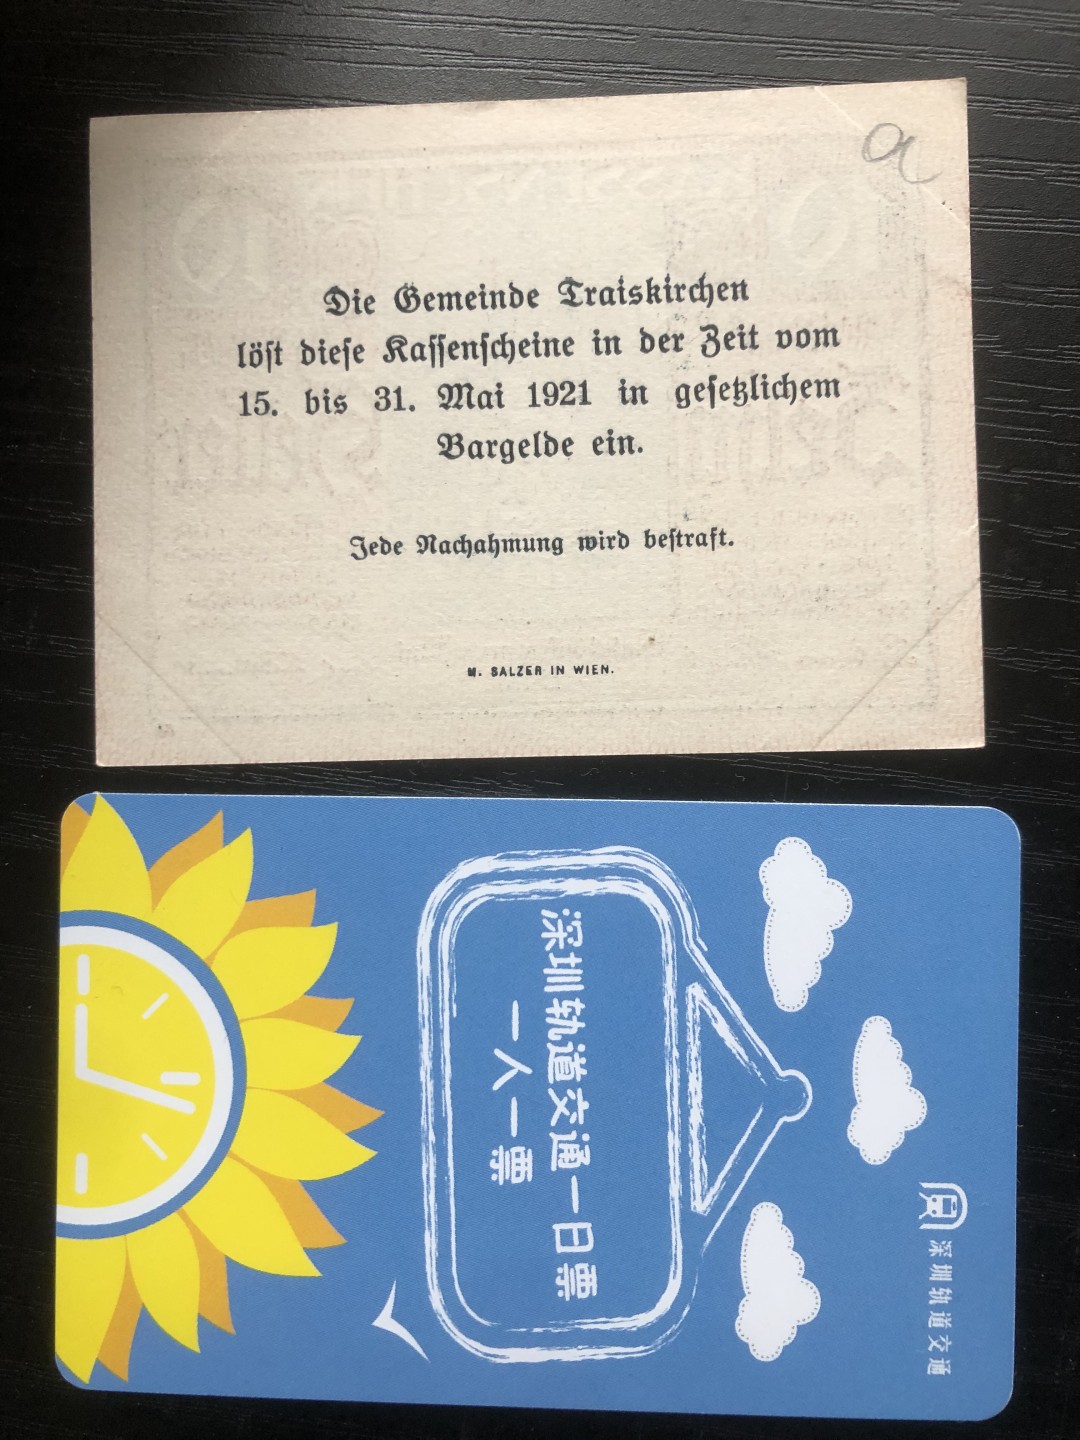 a
Die Gemeinde Traiskirchen
löst diese Kassenscheine in der Zeit vom
15. bis 31. Mai 1921 in gesetzlichem
Bargelde ein.
Jede Nachahmung wird bestraft.
M. SALZER IN WIEN.
深圳轨道交通
深圳轨道交通一日票
一人一票